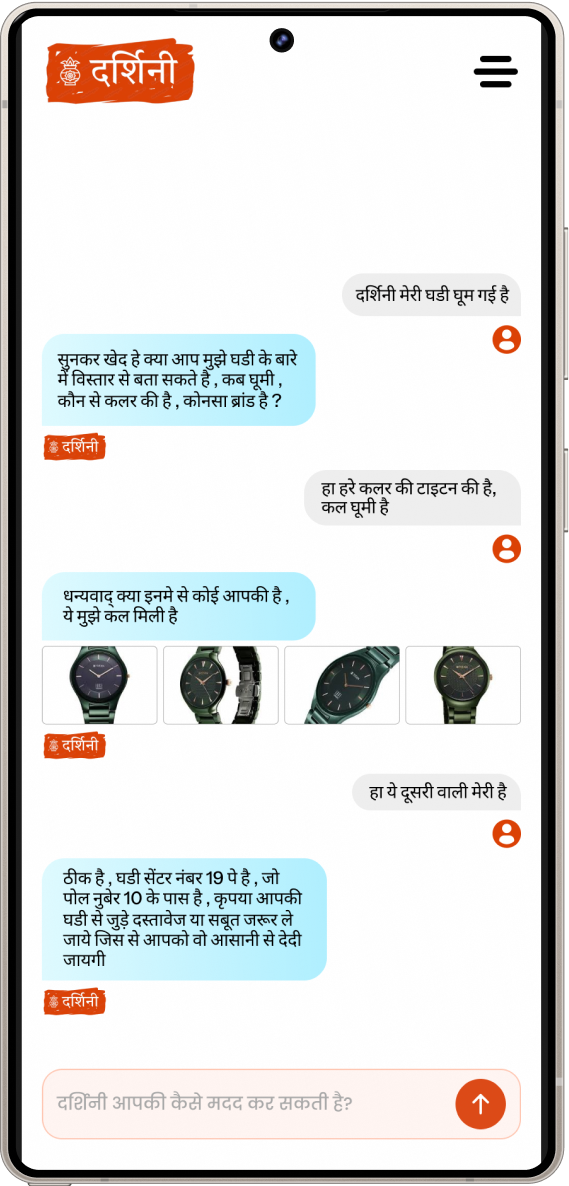 दर्शिनी
दर्शिनी मेरी घडी घूम गई है
सुनकर खेद हे क्या आप मुझे घडी के बारे
में विस्तार से बता सकते है , कब घूमी ,
कौन से कलर की है , कोनसा ब्रांड है ?
दर्शिनी
हा हरे कलर की टाइटन की है,
कल घूमी है
धन्यवाद् क्या इनमे से कोई आपकी है ,
ये मुझे कल मिली है
दर्शिनी
हा ये दूसरी वाली मेरी है
ठीक है , घडी सेंटर नंबर 19 पे है , जो
पोल नुबेर 10 के पास है , कृपया आपकी
घडी से जुड़े दस्तावेज या सबूत जरूर ले
जाये जिस से आपको वो आसानी से देदी
जायगी
दर्शिनी
दर्शिनी आपकी कैसे मदद कर सकती है?